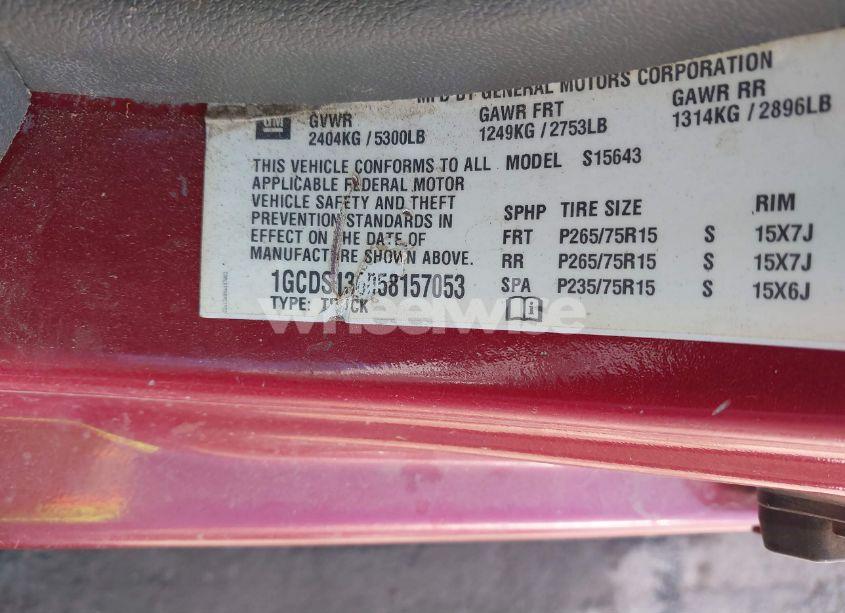 MFD BY GENERAL MOTORS CORPORATION
GM GVWR GAWR FRT GAWR RR
2404KG / 5300LB 1249KG / 2753LB 1314KG / 2896LB
THIS VEHICLE CONFORMS TO ALL MODEL S15643
APPLICABLE FEDERAL MOTOR
VEHICLE SAFETY AND THEFT
PREVENTION STANDARDS IN SPHP TIRE SIZE RIM
EFFECT ON THE DATE OF FRT P265/75R15 S 15X7J
MANUFACTURE SHOWN ABOVE. RR P265/75R15 S 15X7J
SPA P235/75R15 S 15X6J
TYPE: TRUCK
wheelwise